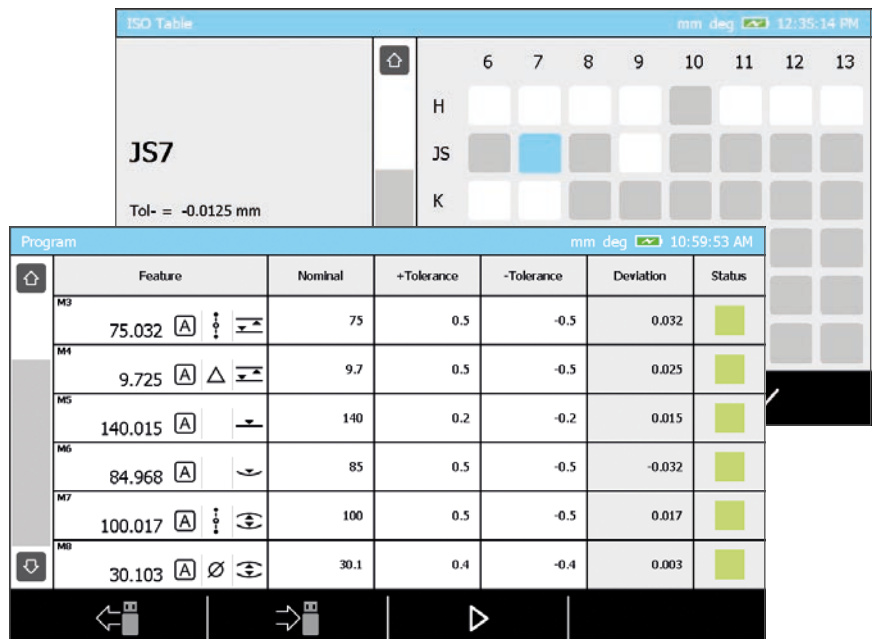 ISO Table mm deg 12:35:14 PM
6 7 8 9 10 11 12 13
H
JS7 JS
K
Tol- = -0.0125 mm
Program mm deg 10:59:53 AM
Feature Nominal +Tolerance -Tolerance Deviation Status
M3
75.032 A 75 0.5 -0.5 0.032
M4
9.725 A 9.7 0.5 -0.5 0.025
M5
140.015 A 140 0.2 -0.2 0.015
M6
84.968 A 85 0.5 -0.5 -0.032
M7
100.017 A 100 0.5 -0.5 0.017
M8
30.103 A Ø 30.1 0.4 -0.4 0.003